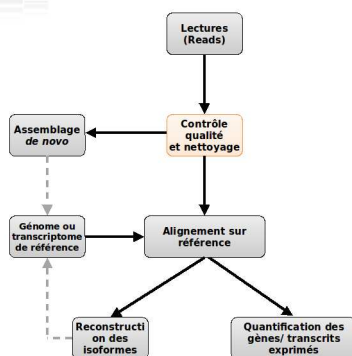 Lectures
(Reads)
Contrôle
qualité
et nettoyage
Assemblage
de novo
Génome ou
transcriptome
de référence
Alignement sur
référence
Reconstructi
on des
isoformes
Quantification des
gènes/ transcrits
exprimés